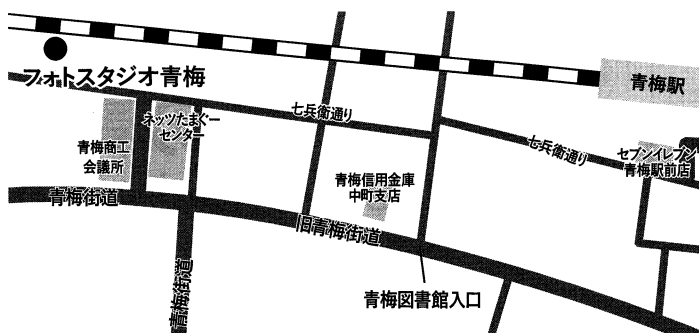 青梅駅
フォトスタジオ青梅
七兵衛通り
ネッツたまぐー
センター
青梅商工
会議所
七兵衛通り
セブンイレブン
青梅駅前店
青梅信用金庫
中町支店
青梅街道
旧青梅街道
青梅街道
青梅図書館入口